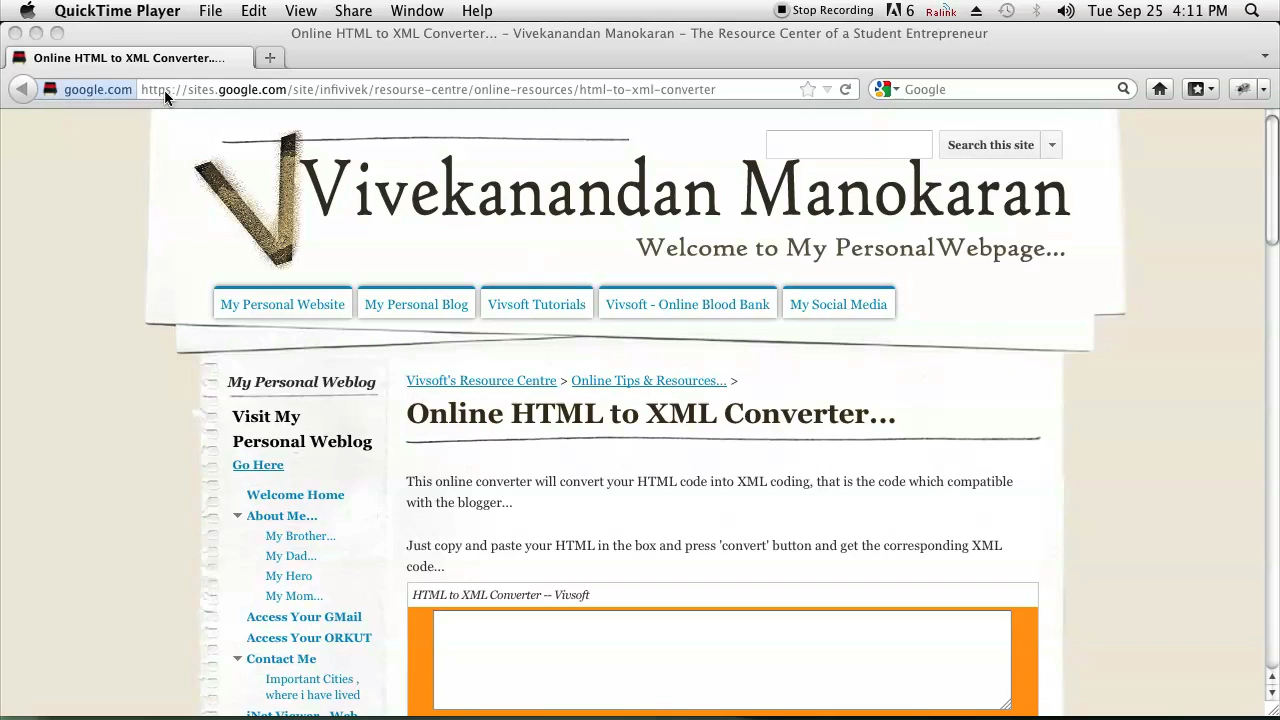 QuickTime Player File Edit View Share Window Help Stop Recording 6 Ralink Tue Sep 25 4:11 PM
Online HTML to XML Converter... – Vivekanandan Manokaran – The Resource Center of a Student Entrepreneur
Online HTML to XML Converter.... +
google.com https://sites.google.com/site/infivivek/resourse-centre/online-resources/html-to-xml-converter Google
Search this site
V Vivekanandan Manokaran
Welcome to My PersonalWebpage...
My Personal Website My Personal Blog Vivsoft Tutorials Vivsoft - Online Blood Bank My Social Media
My Personal Weblog
Visit My
Personal Weblog
Go Here
Welcome Home
About Me...
My Brother...
My Dad...
My Hero
My Mom...
Access Your GMail
Access Your ORKUT
Contact Me
Important Cities ,
where i have lived
iNet Viewer - Web
Vivsoft's Resource Centre > Online Tips & Resources... >
Online HTML to XML Converter...
This online converter will convert your HTML code into XML coding, that is the code which compatible
with the blogger...
Just copy and paste your HTML in the box and press 'convert' button and get the corresponding XML
code...
HTML to XML Converter -- Vivsoft